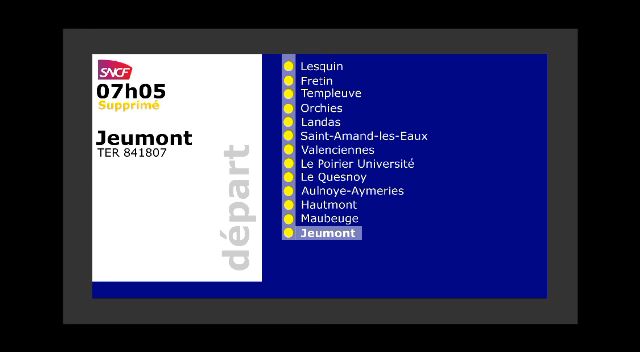 SNCF
07h05
Supprimé
Jeumont
TER 841807
départ
Lesquin
Fretin
Templeuve
Orchies
Landas
Saint-Amand-les-Eaux
Valenciennes
Le Poirier Université
Le Quesnoy
Aulnoye-Aymeries
Hautmont
Maubeuge
Jeumont